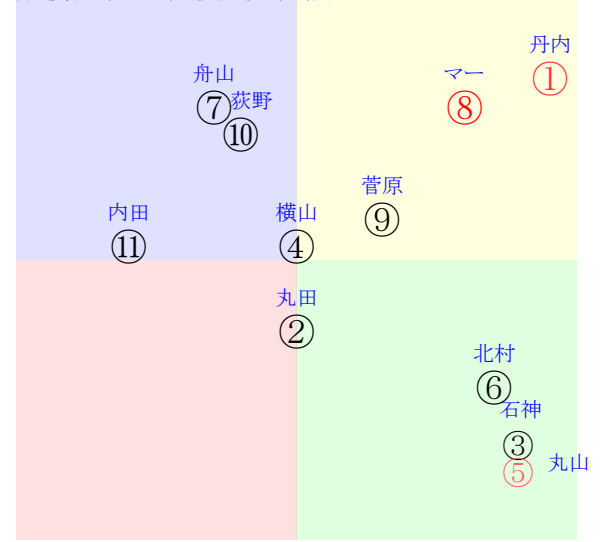 丹内
①
舟山
⑦
マー
⑧
荻野
⑩
菅原
⑨
内田
⑪
横山
④
丸田
②
北村
⑥
石神
③
丸山
⑤